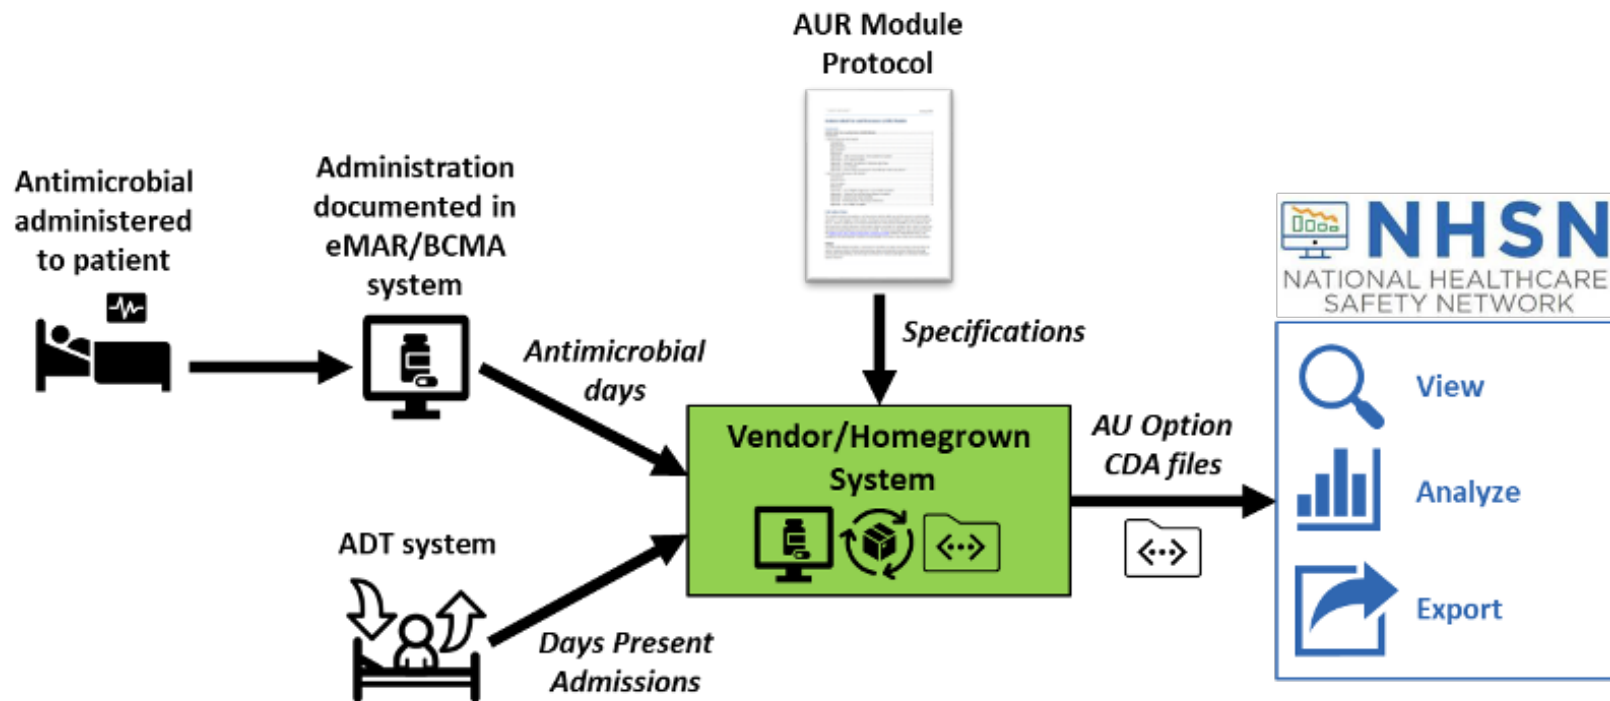 AUR Module
Protocol
Antimicrobial
administered
to patient
Administration
documented in
eMAR/BCMA
system
Antimicrobial
days
Specifications
ADT system
Days Present
Admissions
Vendor/Homegrown
System
AU Option
CDA files
NHSN
NATIONAL HEALTHCARE
SAFETY NETWORK
View
Analyze
Export